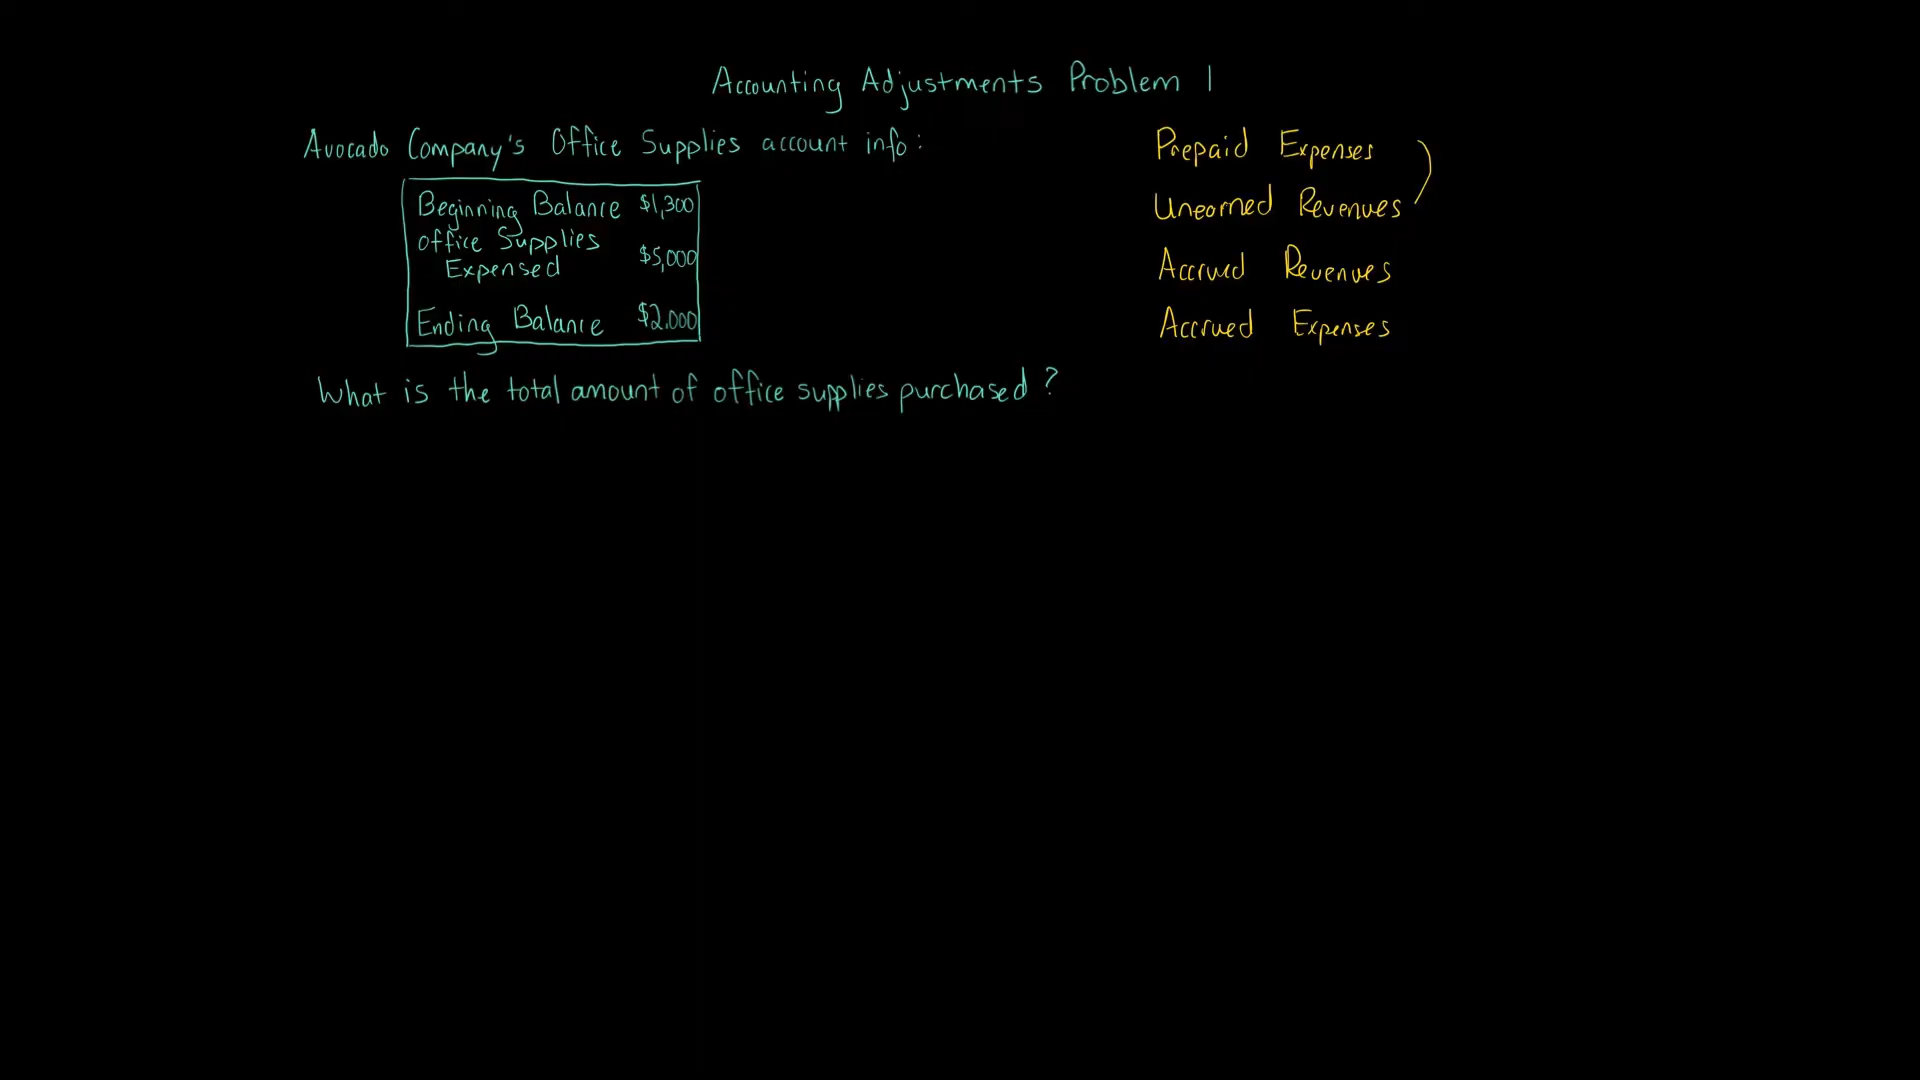 Accounting Adjustments Problem 1
Avocado Company's Office Supplies account info:
Beginning Balance $1,300
Office Supplies
Expensed $5,000
Ending Balance $2.000
What is the total amount of office supplies purchased?
Prepaid Expenses
Unearned Revenues
Accrued Revenues
Accrued Expenses